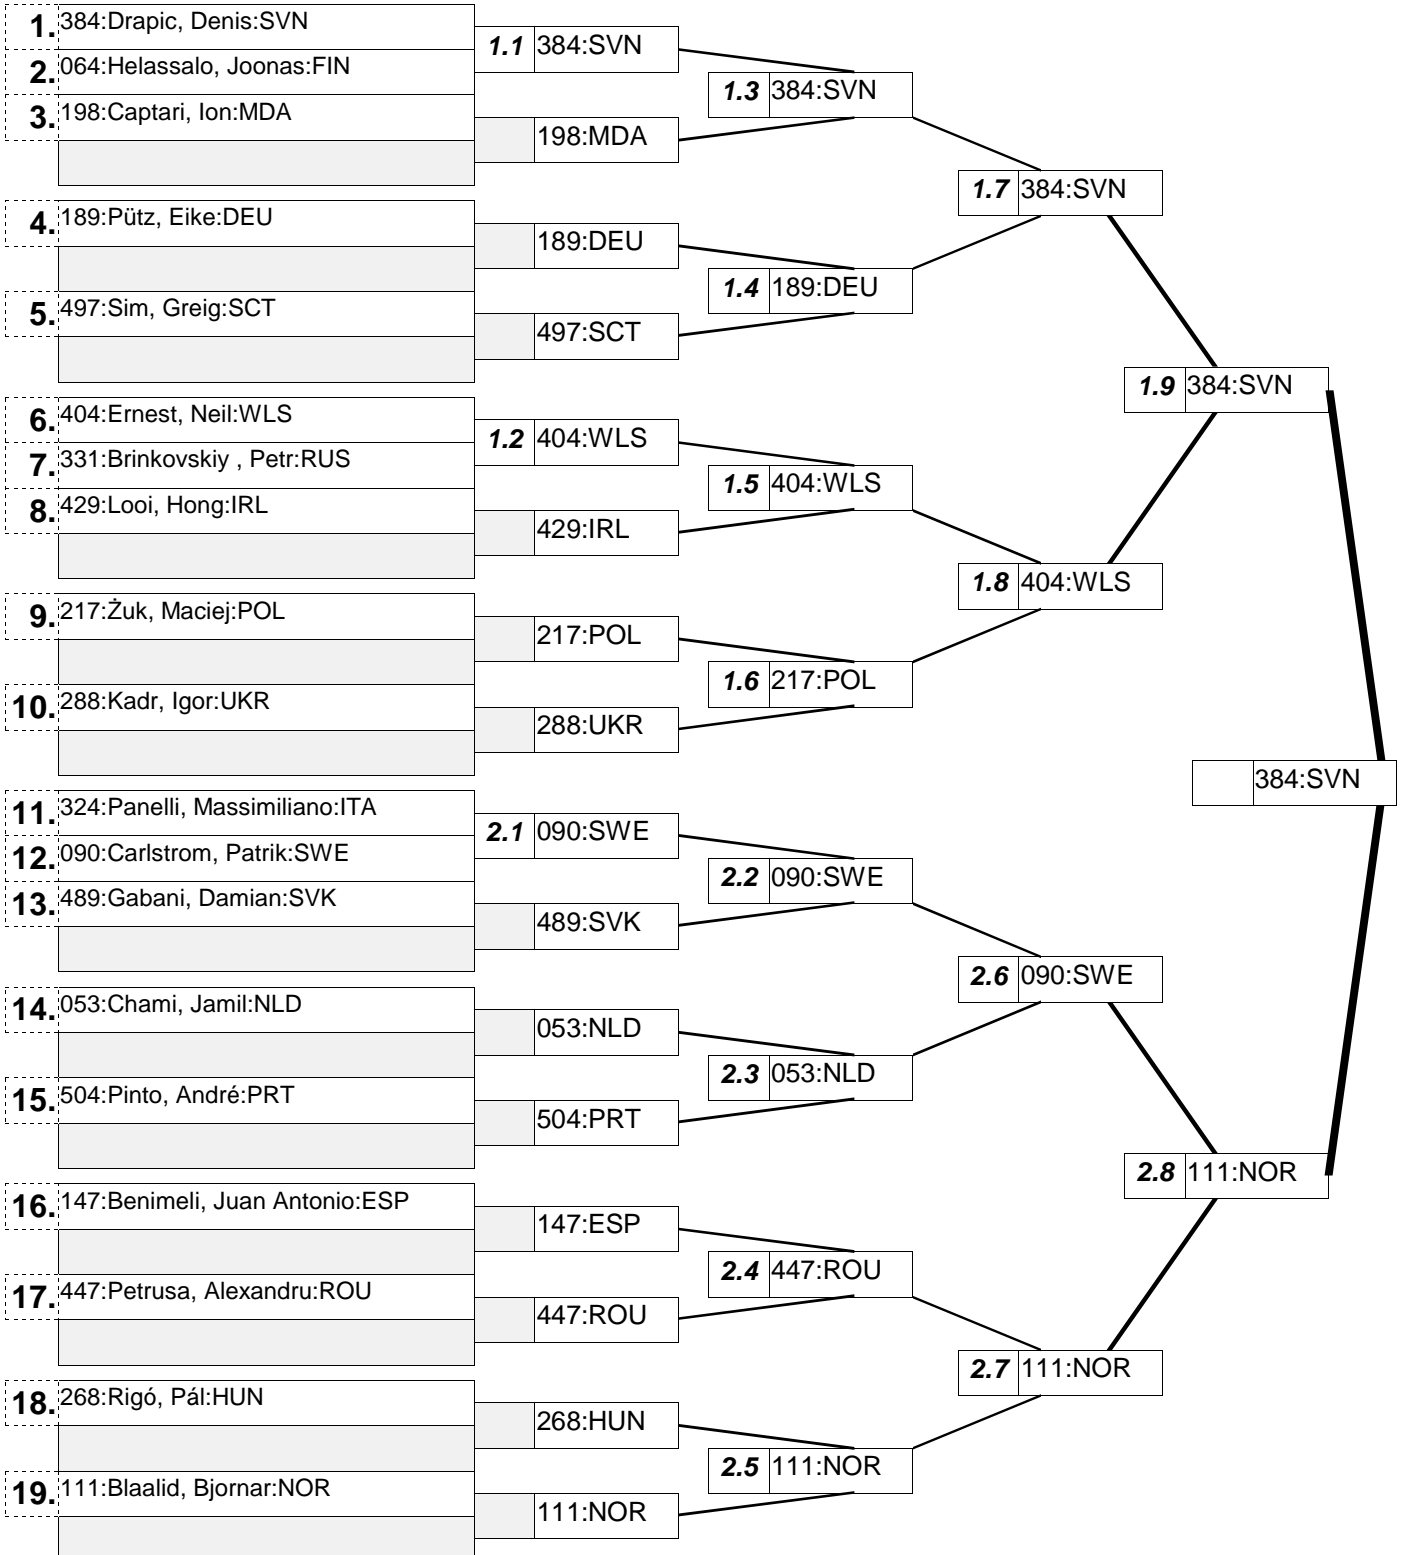 1. 384:Drapic, Denis:SVN
2. 064:Helassalo, Joonas:FIN
3. 198:Captari, Ion:MDA
4. 189:Pütz, Eike:DEU
5. 497:Sim, Greig:SCT
6. 404:Ernest, Neil:WLS
7. 331:Brinkovskiy , Petr:RUS
8. 429:Looi, Hong:IRL
9. 217:Żuk, Maciej:POL
10. 288:Kadr, Igor:UKR
11. 324:Panelli, Massimiliano:ITA
12. 090:Carlstrom, Patrik:SWE
13. 489:Gabani, Damian:SVK
14. 053:Chami, Jamil:NLD
15. 504:Pinto, André:PRT
16. 147:Benimeli, Juan Antonio:ESP
17. 447:Petrusa, Alexandru:ROU
18. 268:Rigó, Pál:HUN
19. 111:Blaalid, Bjornar:NOR
1.1 384:SVN
198:MDA
189:DEU
497:SCT
1.2 404:WLS
429:IRL
217:POL
288:UKR
2.1 090:SWE
489:SVK
053:NLD
504:PRT
147:ESP
447:ROU
268:HUN
111:NOR
1.3 384:SVN
1.4 189:DEU
1.5 404:WLS
1.6 217:POL
2.2 090:SWE
2.3 053:NLD
2.4 447:ROU
2.5 111:NOR
1.7 384:SVN
1.8 404:WLS
2.6 090:SWE
2.7 111:NOR
1.9 384:SVN
2.8 111:NOR
384:SVN